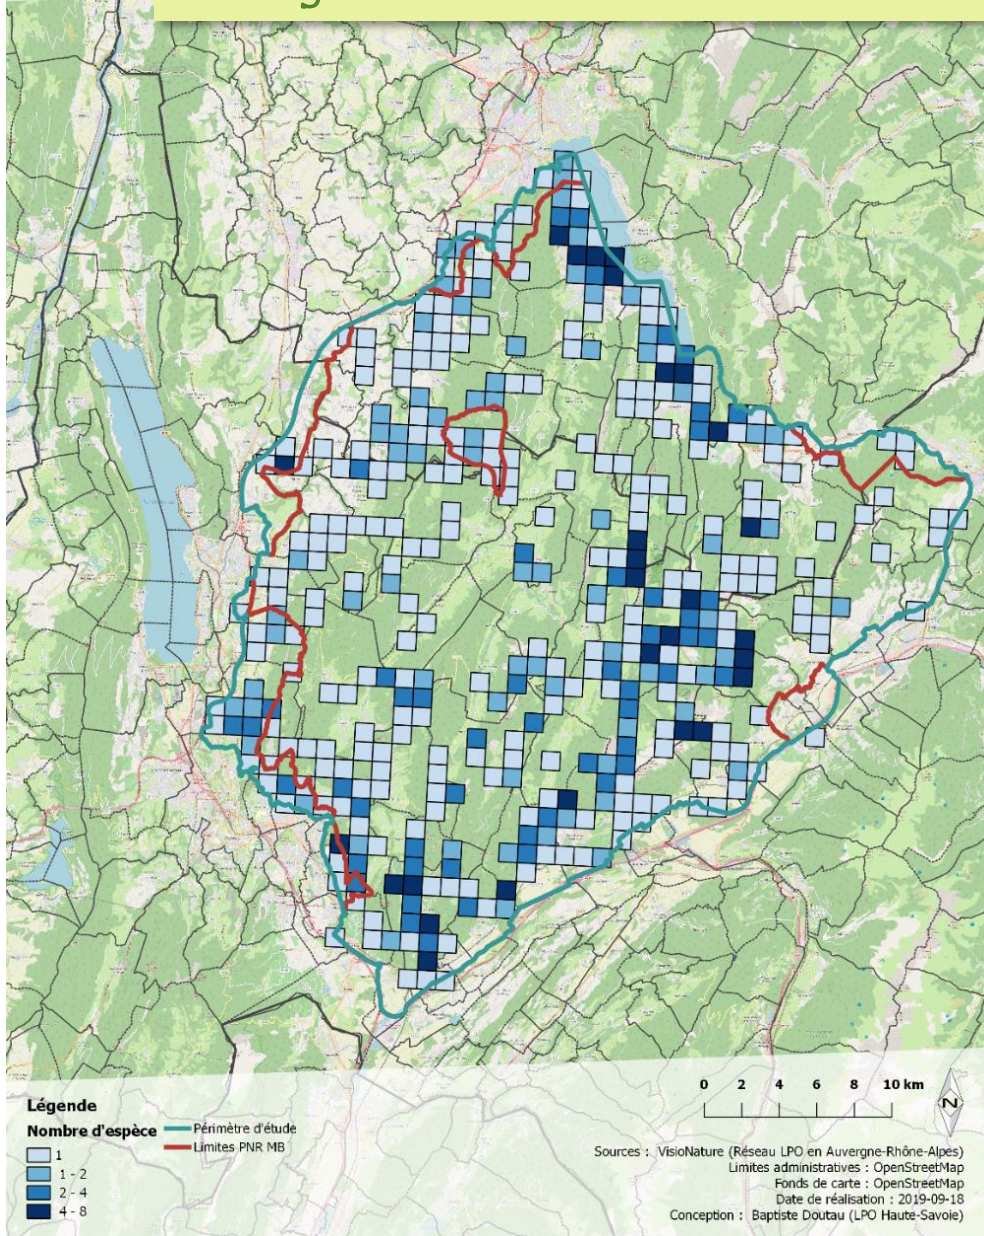 Légende
Nombre d'espèce
1
1 - 2
2 - 4
4 - 8
Périmètre d'étude
Limites PNR MB
0 2 4 6 8 10 km
N
Sources : VisioNature (Réseau LPO en Auvergne-Rhône-Alpes)
Limites administratives : OpenStreetMap
Fonds de carte : OpenStreetMap
Date de réalisation : 2019-09-18
Conception : Baptiste Doutau (LPO Haute-Savoie)